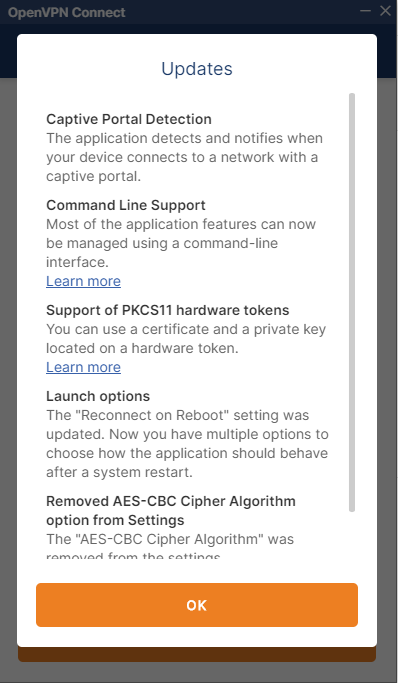 OpenVPN Connect
Updates
Captive Portal Detection
The application detects and notifies when
your device connects to a network with a
captive portal.
Command Line Support
Most of the application features can now
be managed using a command-line
interface.
Learn more
Support of PKCS11 hardware tokens
You can use a certificate and a private key
located on a hardware token.
Learn more
Launch options
The "Reconnect on Reboot" setting was
updated. Now you have multiple options to
choose how the application should behave
after a system restart.
Removed AES-CBC Cipher Algorithm
option from Settings
The "AES-CBC Cipher Algorithm" was
removed from the settings
OK